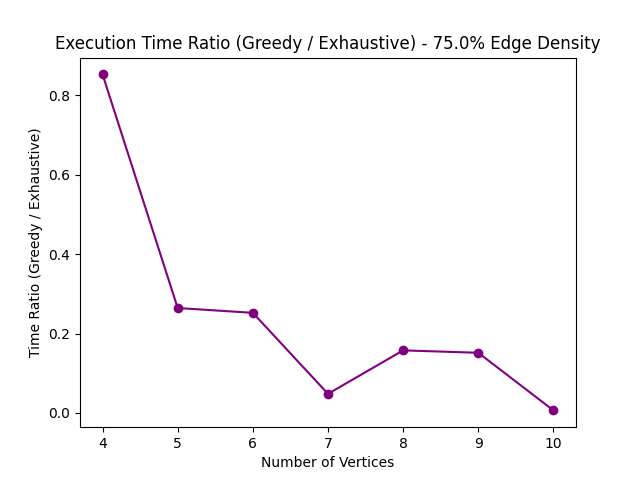 Execution Time Ratio (Greedy / Exhaustive) - 75.0% Edge Density
Time Ratio (Greedy / Exhaustive)
0.8
0.6
0.4
0.2
0.0
4 5 6 7 8 9 10
Number of Vertices